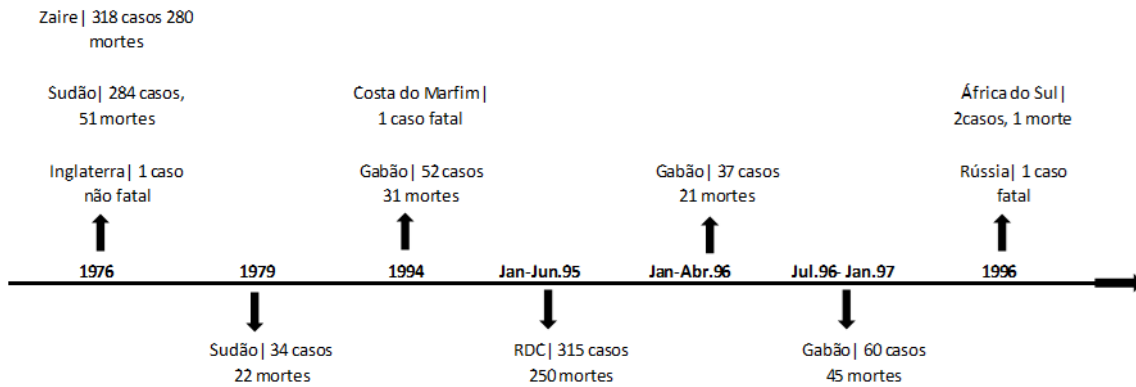 Zaire| 318 casos 280
mortes
Sudão| 284 casos,
51 mortes
Inglaterra| 1 caso
não fatal
Costa do Marfim|
1 caso fatal
Gabão| 52 casos
31 mortes
Gabão| 37 casos
21 mortes
África do Sul|
2casos, 1 morte
Rússia| 1 caso
fatal
1976
1979
1994
Jan-Jun.95
Jan-Abr.96
Jul.96- Jan.97
1996
Sudão| 34 casos
22 mortes
RDC| 315 casos
250 mortes
Gabão| 60 casos
45 mortes